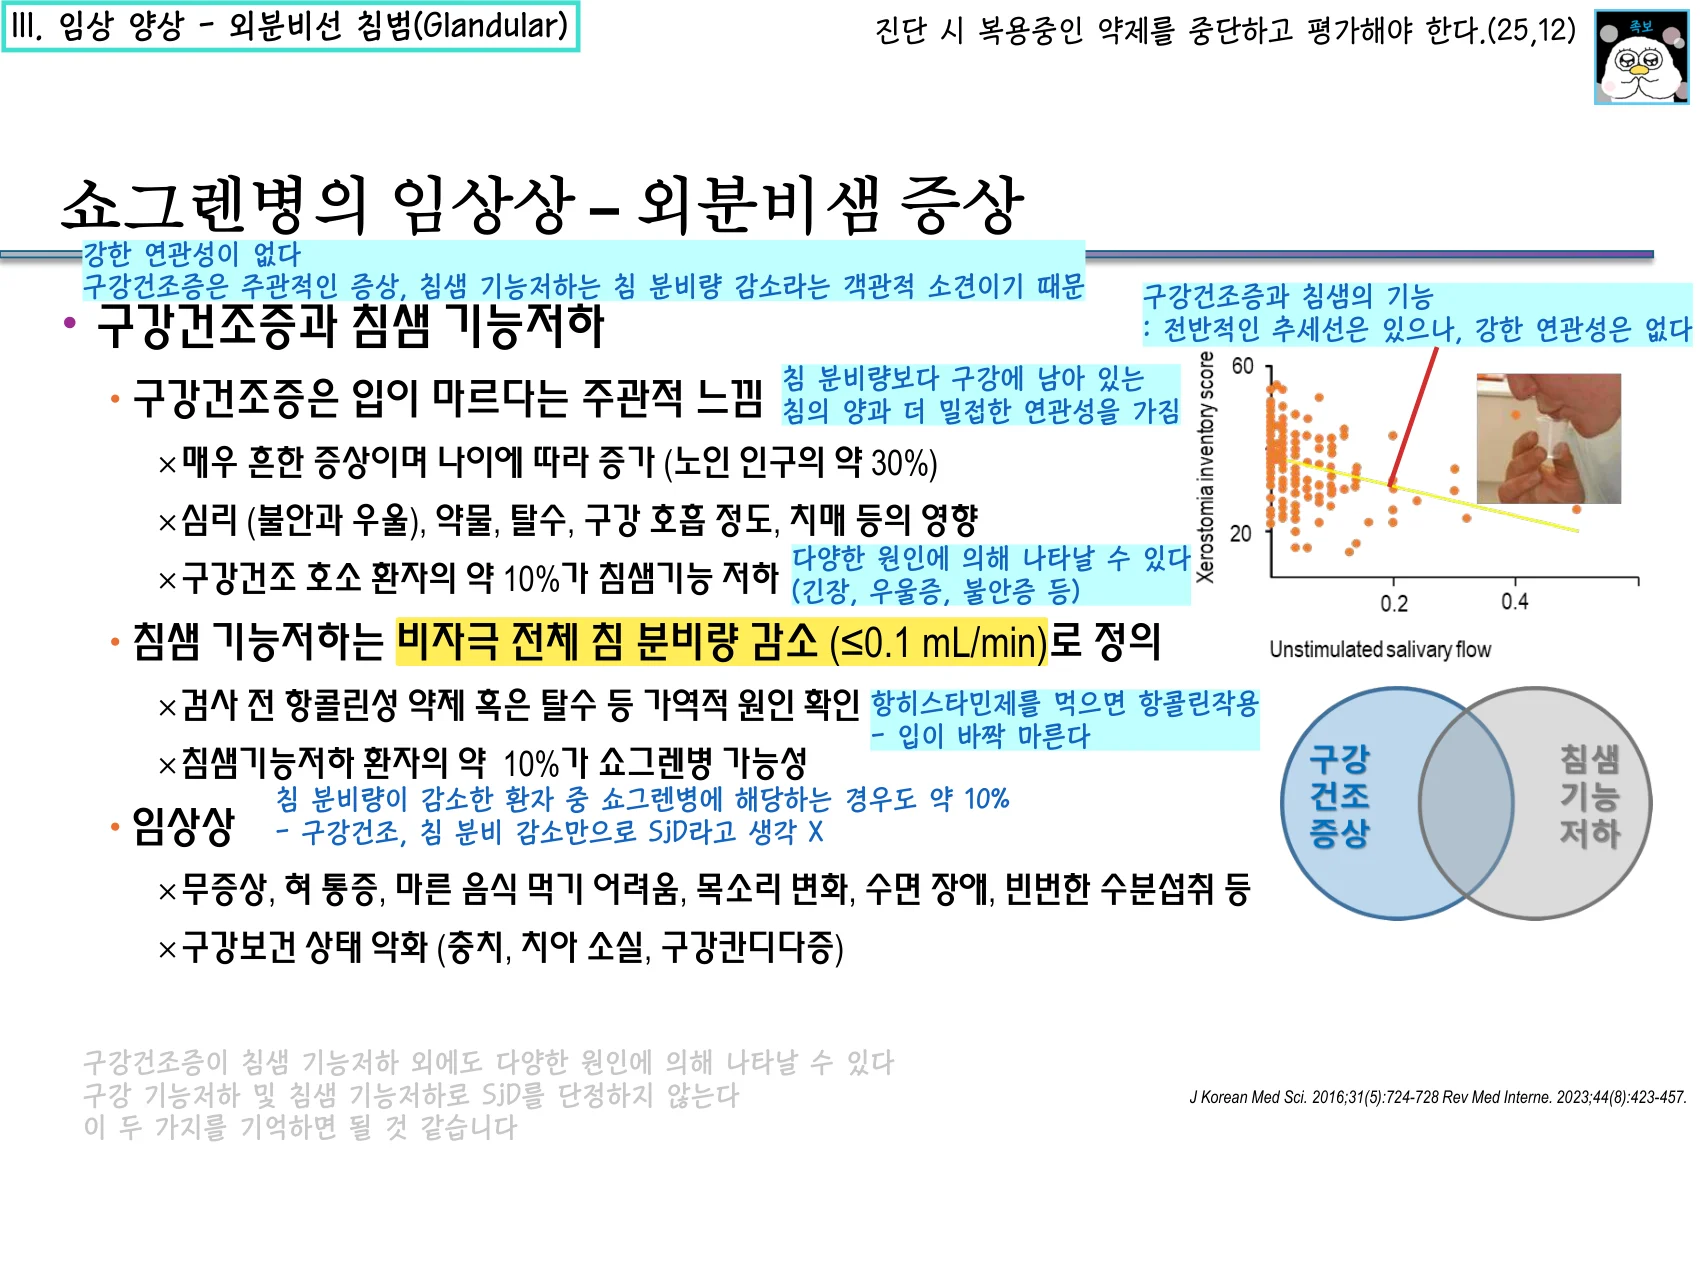 III. 임상 양상 - 외분비선 침범(Glandular)
진단 시 복용중인 약제를 중단하고 평가해야 한다.(25,12)
족보
쇼그렌병의 임상상 – 외분비샘 증상
강한 연관성이 없다
구강건조증은 주관적인 증상, 침샘 기능저하는 침 분비량 감소라는 객관적 소견이기 때문
• 구강건조증과 침샘 기능저하
• 구강건조증은 입이 마르다는 주관적 느낌
침 분비량보다 구강에 남아 있는
침의 양과 더 밀접한 연관성을 가짐
×매우 흔한 증상이며 나이에 따라 증가 (노인 인구의 약 30%)
×심리 (불안과 우울), 약물, 탈수, 구강 호흡 정도, 치매 등의 영향
×구강건조 호소 환자의 약 10%가 침샘기능 저하
다양한 원인에 의해 나타날 수 있다
(긴장, 우울증, 불안증 등)
• 침샘 기능저하는 비자극 전체 침 분비량 감소 (≤0.1 mL/min)로 정의
×검사 전 항콜린성 약제 혹은 탈수 등 가역적 원인 확인
항히스타민제를 먹으면 항콜린작용
- 입이 바짝 마른다
×침샘기능저하 환자의 약 10%가 쇼그렌병 가능성
침 분비량이 감소한 환자 중 쇼그렌병에 해당하는 경우도 약 10%
- 구강건조, 침 분비 감소만으로 SjD라고 생각 X
• 임상상
×무증상, 혀 통증, 마른 음식 먹기 어려움, 목소리 변화, 수면 장애, 빈번한 수분섭취 등
×구강보건 상태 악화 (충치, 치아 소실, 구강칸디다증)
구강건조증과 침샘의 기능
: 전반적인 추세선은 있으나, 강한 연관성은 없다
Xerostomia inventory score
60
20
0.2
0.4
Unstimulated salivary flow
구강
건조
증상
침샘
기능
저하
구강건조증이 침샘 기능저하 외에도 다양한 원인에 의해 나타날 수 있다
구강 기능저하 및 침샘 기능저하로 SjD를 단정하지 않는다
이 두 가지를 기억하면 될 것 같습니다
J Korean Med Sci. 2016;31(5):724-728 Rev Med Interne. 2023;44(8):423-457.